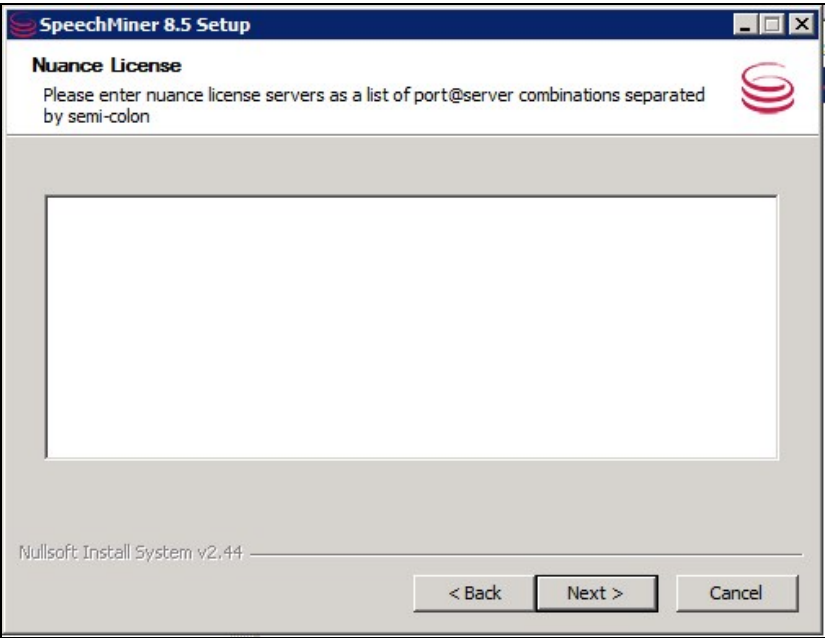 SpeechMiner 8.5 Setup
Nuance License
Please enter nuance license servers as a list of port@server combinations separated
by semi-colon
Nullsoft Install System v2.44
< Back Next > Cancel